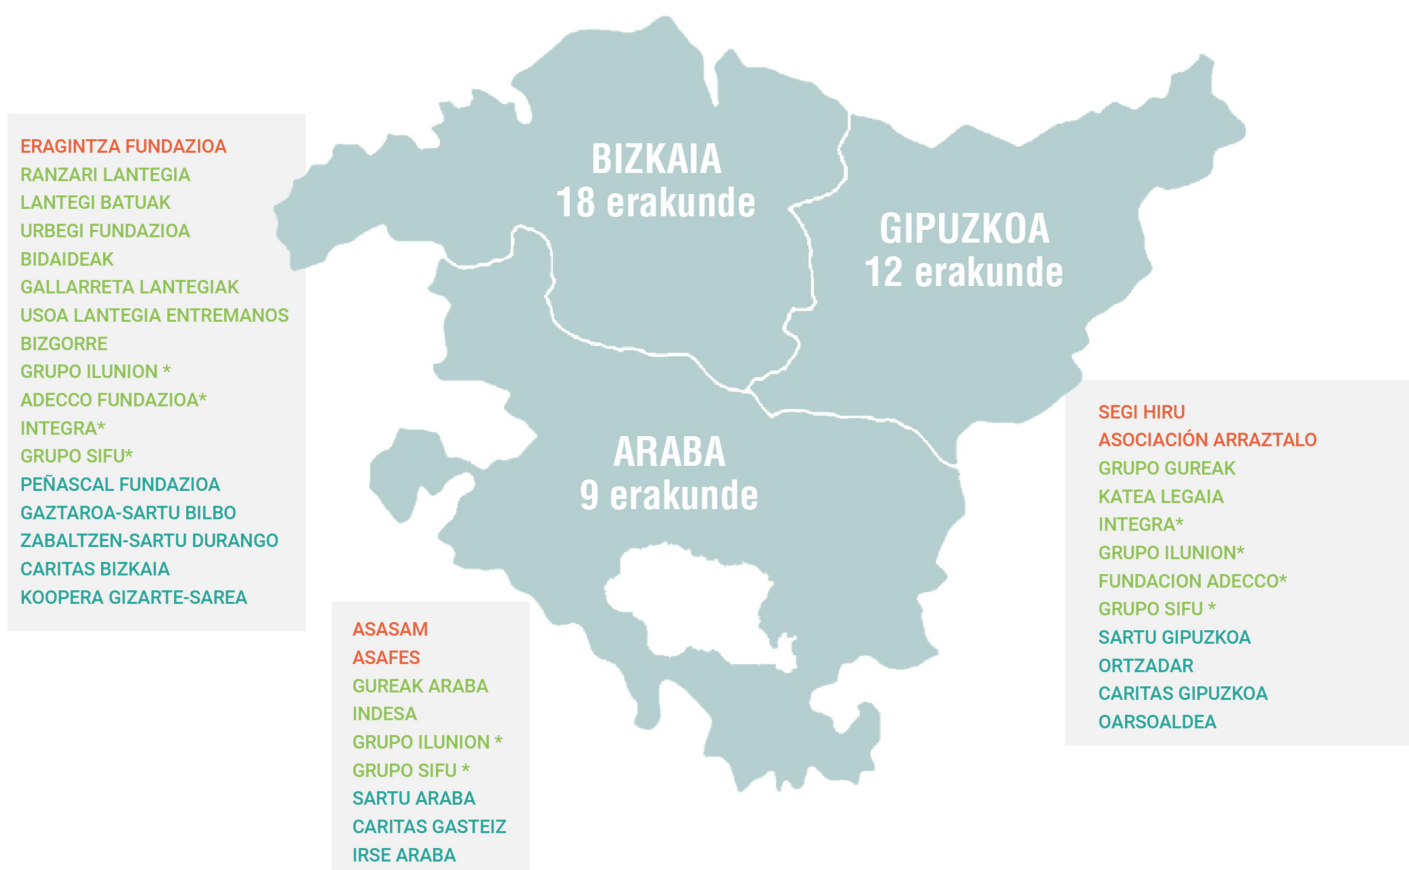 BIZKAIA
18 erakunde
GIPUZKOA
12 erakunde
ARABA
9 erakunde
ERAGINTZA FUNDAZIOA
RANZARI LANTEGIA
LANTEGI BATUAK
URBEGI FUNDAZIOA
BIDAIDEAK
GALLARRETA LANTEGIAK
USOA LANTEGIA ENTREMANOS
BIZGORRE
GRUPO ILUNION *
ADECCO FUNDAZIOA*
INTEGRA*
GRUPO SIFU*
PEÑASCAL FUNDAZIOA
GAZTAROA-SARTU BILBO
ZABALTZEN-SARTU DURANGO
CARITAS BIZKAIA
KOOPERA GIZARTE-SAREA
ASASAM
ASAFES
GUREAK ARABA
INDESA
GRUPO ILUNION *
GRUPO SIFU *
SARTU ARABA
CARITAS GASTEIZ
IRSE ARABA
SEGI HIRU
ASOCIACIÓN ARRAZTALO
GRUPO GUREAK
KATEA LEGAIA
INTEGRA*
GRUPO ILUNION*
FUNDACION ADECCO*
GRUPO SIFU *
SARTU GIPUZKOA
ORTZADAR
CARITAS GIPUZKOA
OARSOALDEA